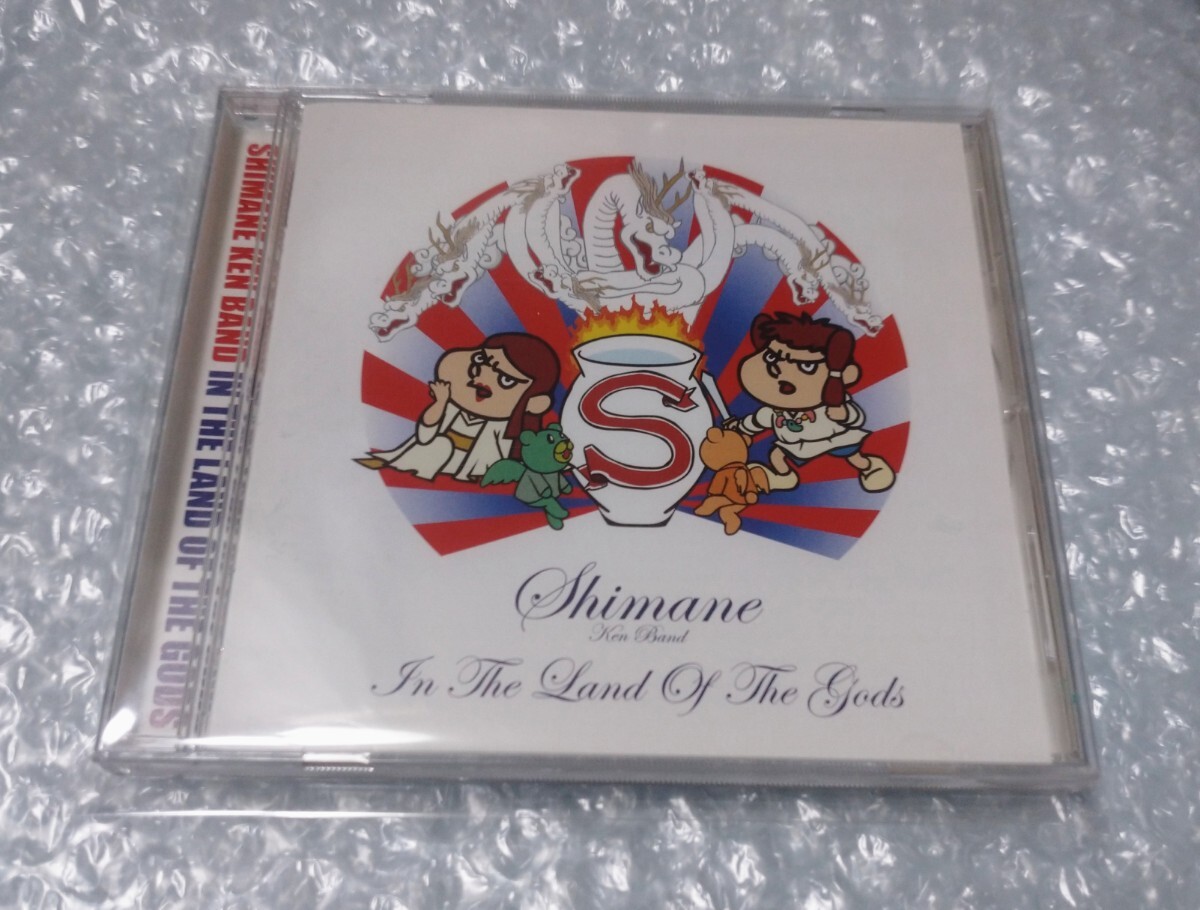 SHIMANE KEN BAND IN THE LAND OF THE GODS
S
Shimane
Ken Band
In The Land Of The Gods